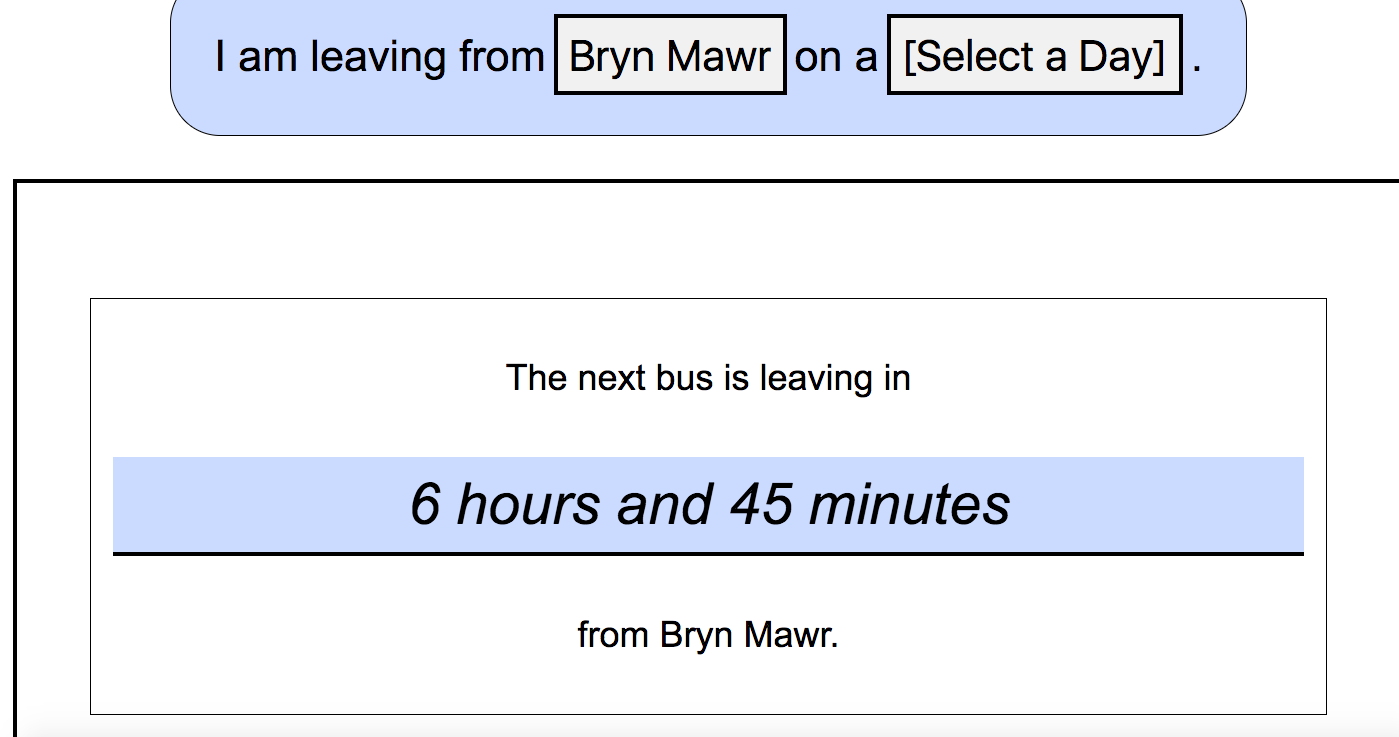 I am leaving from Bryn Mawr on a [Select a Day] .
The next bus is leaving in
6 hours and 45 minutes
from Bryn Mawr.